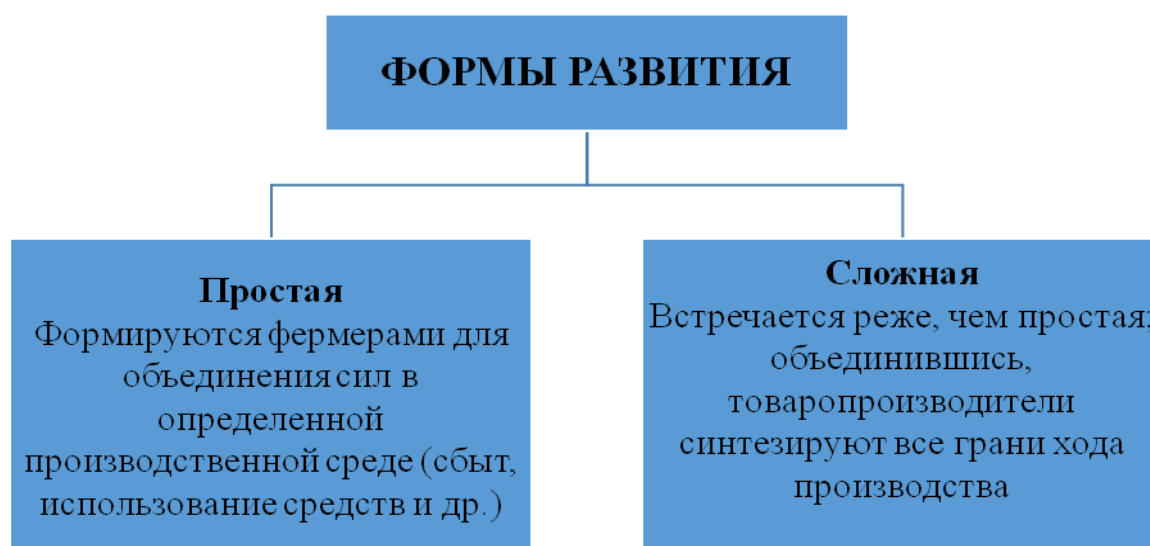 ФОРМЫ РАЗВИТИЯ
Простая
Формируются фермерами для
объединения сил в
определенной
производственной среде (сбыт,
использование средств и др.)
Сложная
Встречается реже, чем простая;
объединившись,
товаропроизводители
синтезируют все грани хода
производства